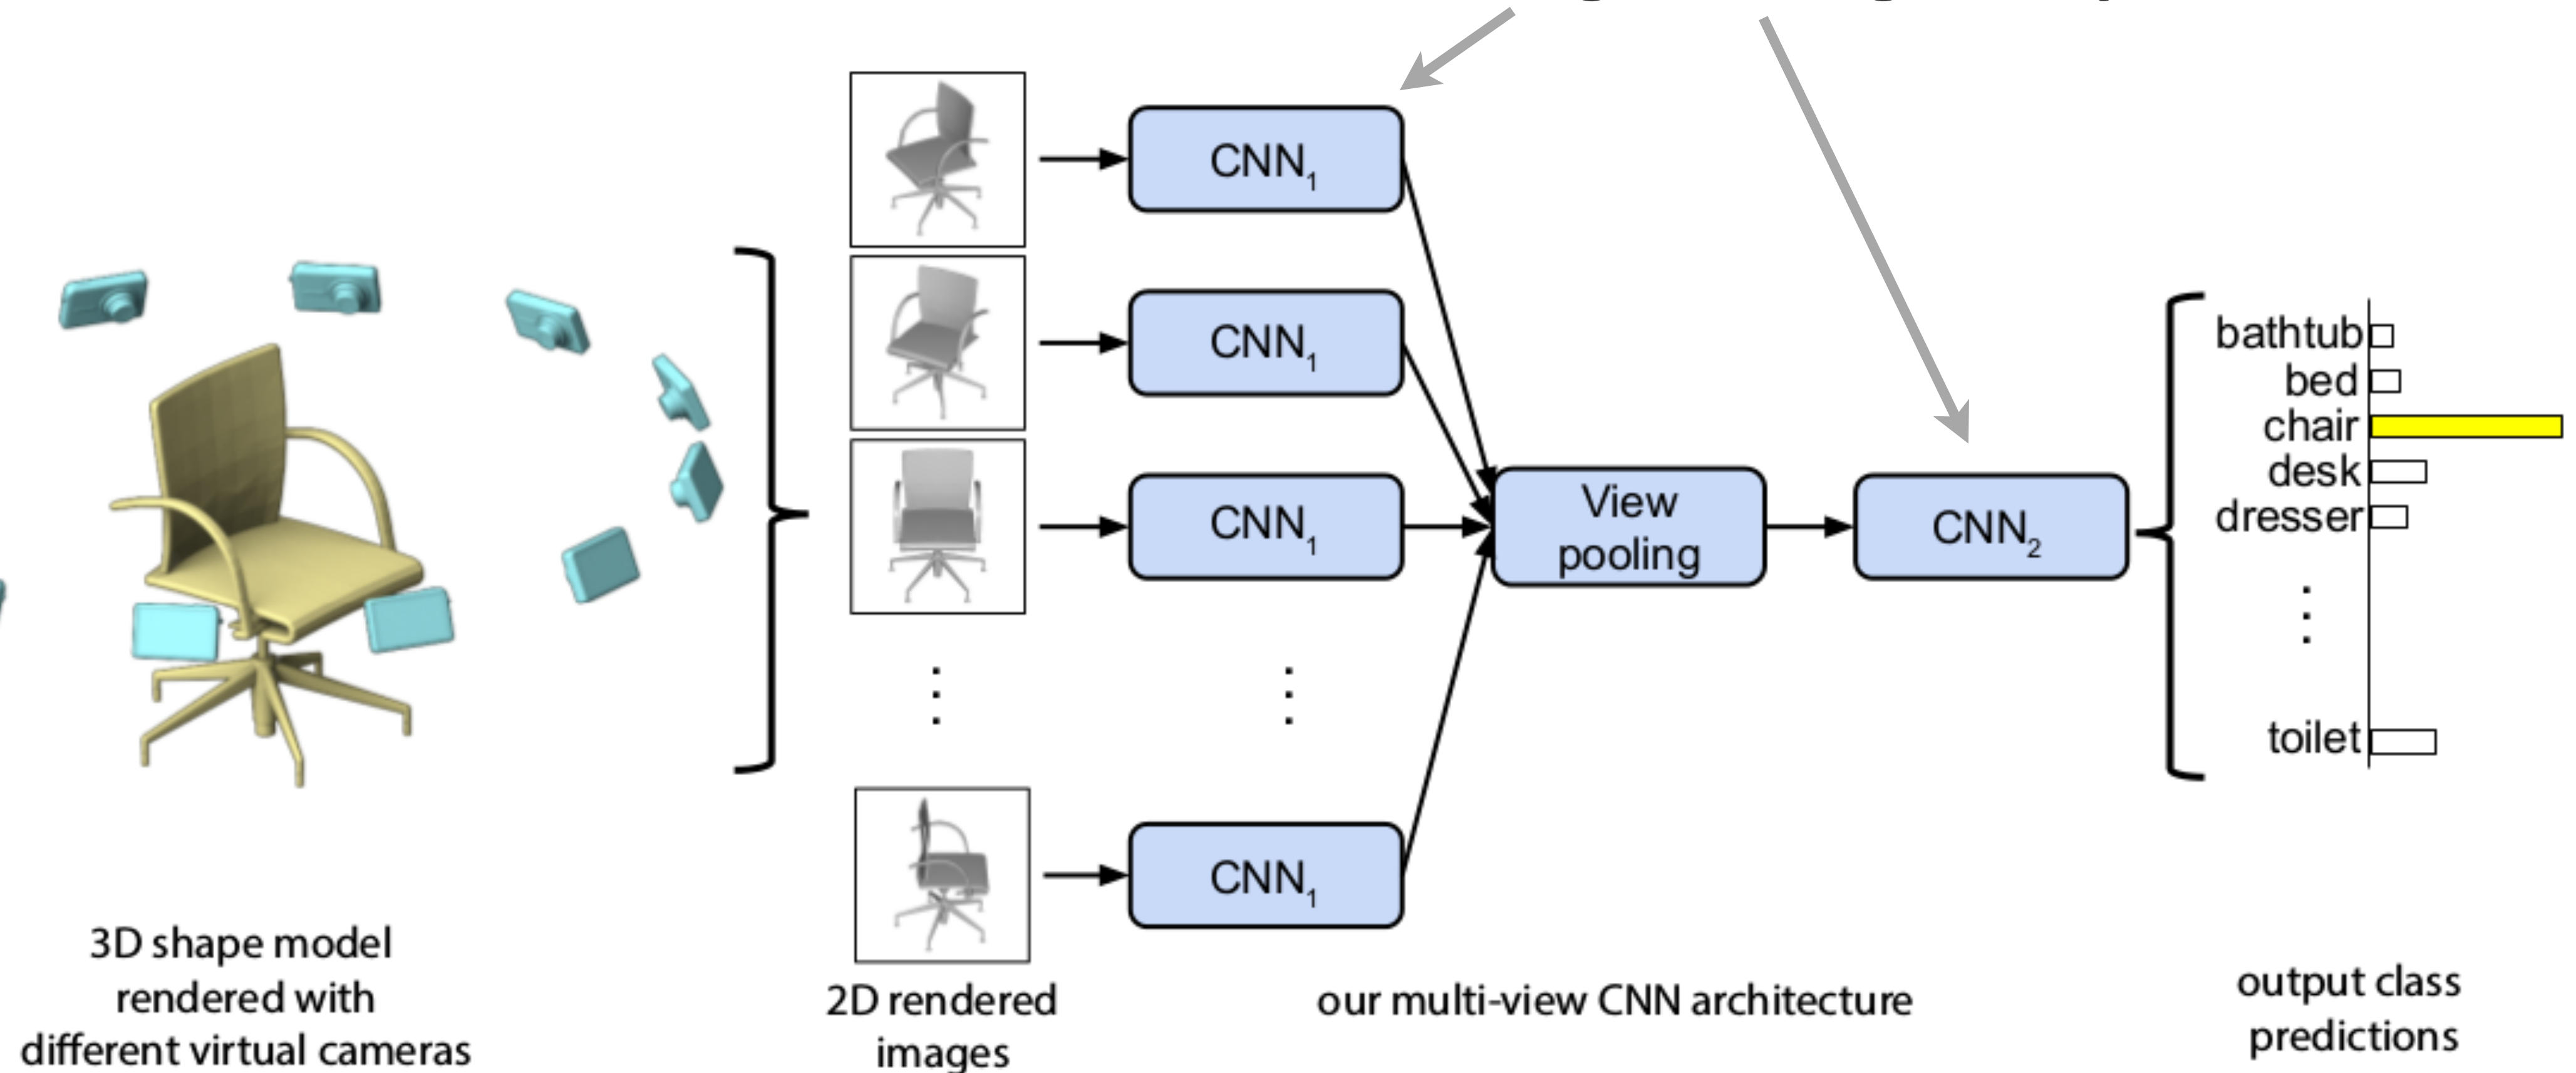 CNN₁
CNN₁
CNN₁
CNN₁
View
pooling
CNN₂
bathtub
bed
chair
desk
dresser
toilet
3D shape model
rendered with
different virtual cameras
2D rendered
images
our multi-view CNN architecture
output class
predictions